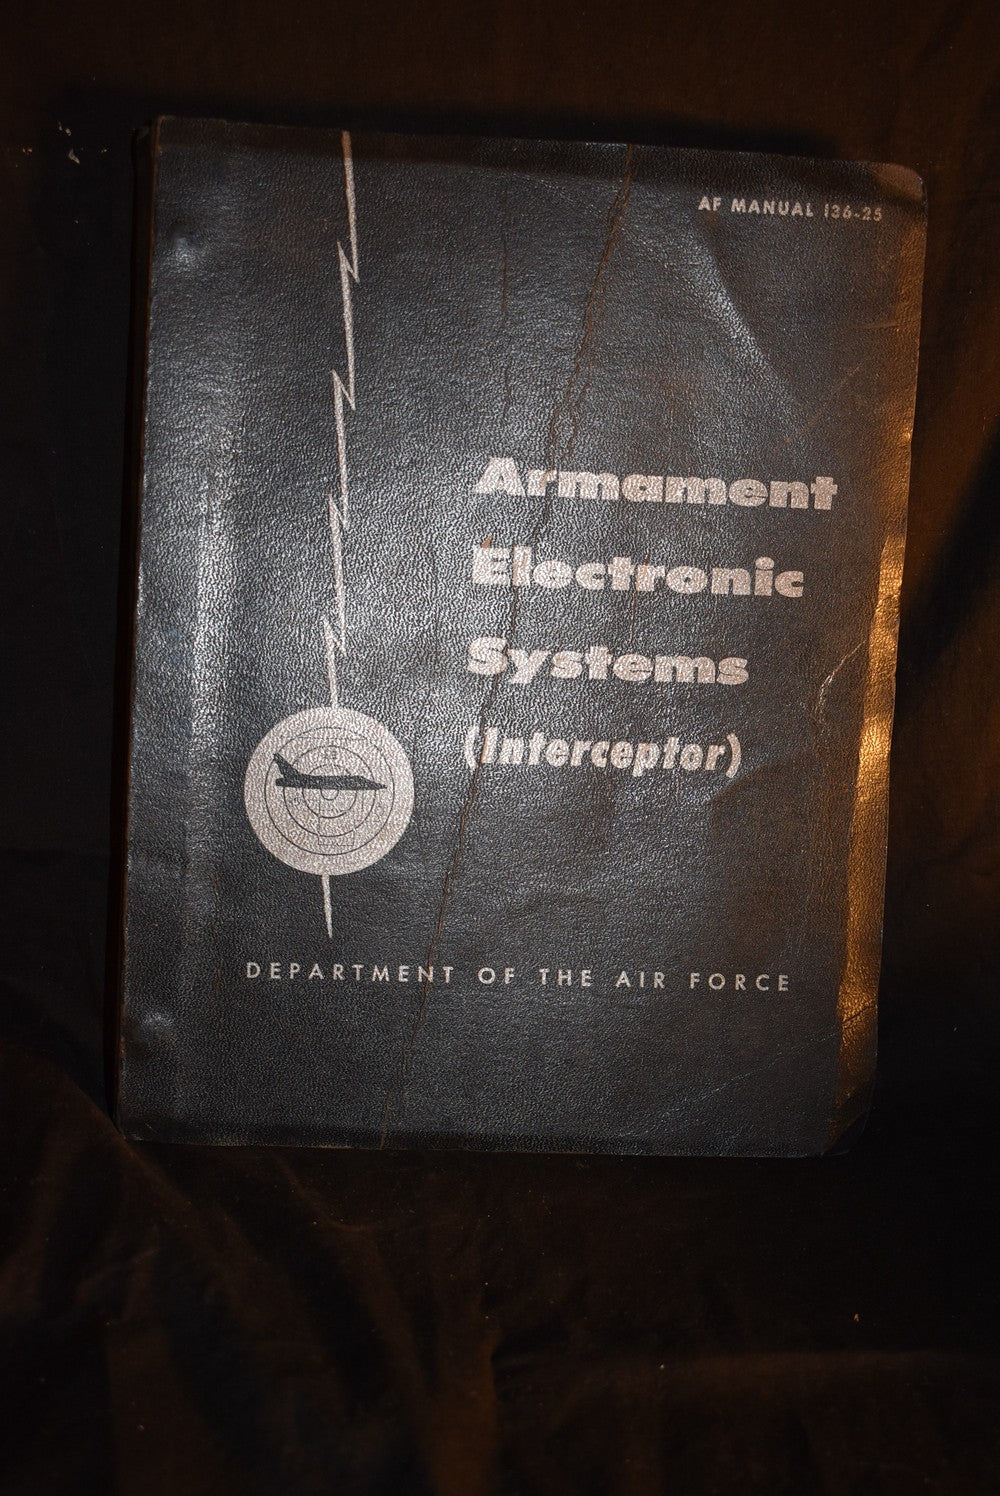 AF MANUAL 136-25
Armament
Electronic
Systems
(Interceptor)
DEPARTMENT OF THE AIR FORCE